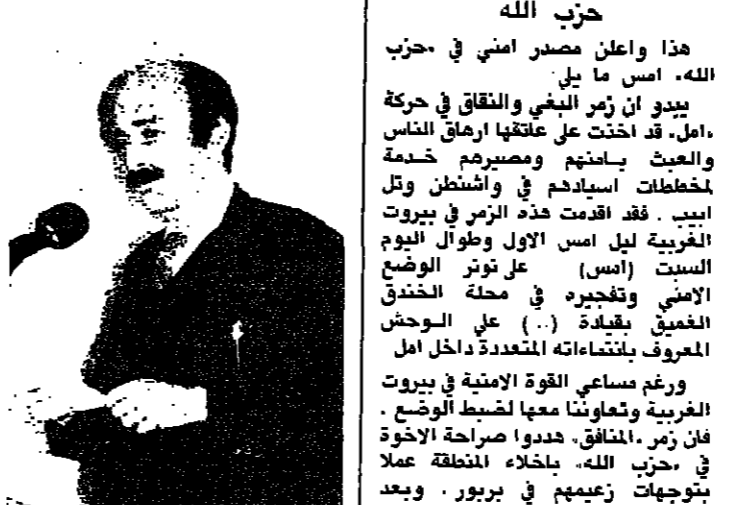 حزب الله
هذا واعلن مصدر امني في «حزب
الله» امس ما يلي:
يبدو ان زمر البغي والنفاق في حركة
«امل» قد اخذت على عاتقها ارهاق الناس
والعبث بامنهم ومصيرهم خدمة
لمخططات اسيادهم في واشنطن وتل
ابيب . فقد اقدمت هذه الزمر في بيروت
الغربية ليل امس الاول وطوال اليوم
السبت (امس) على توتر الوضع
الامني وتفجيره في محلة الخندق
الغميق بقيادة (..) علي الوحش
المعروف بانتماءاته المتعددة داخل امل
ورغم مساعي القوة الامنية في بيروت
الغربية وتعاوننا معها لضبط الوضع .
فان زمر «المنافق» هددوا صراحة الاخوة
في «حزب الله» باخلاء المنطقة عملا
بتوجهات زعيمهم في بربور . وبعد